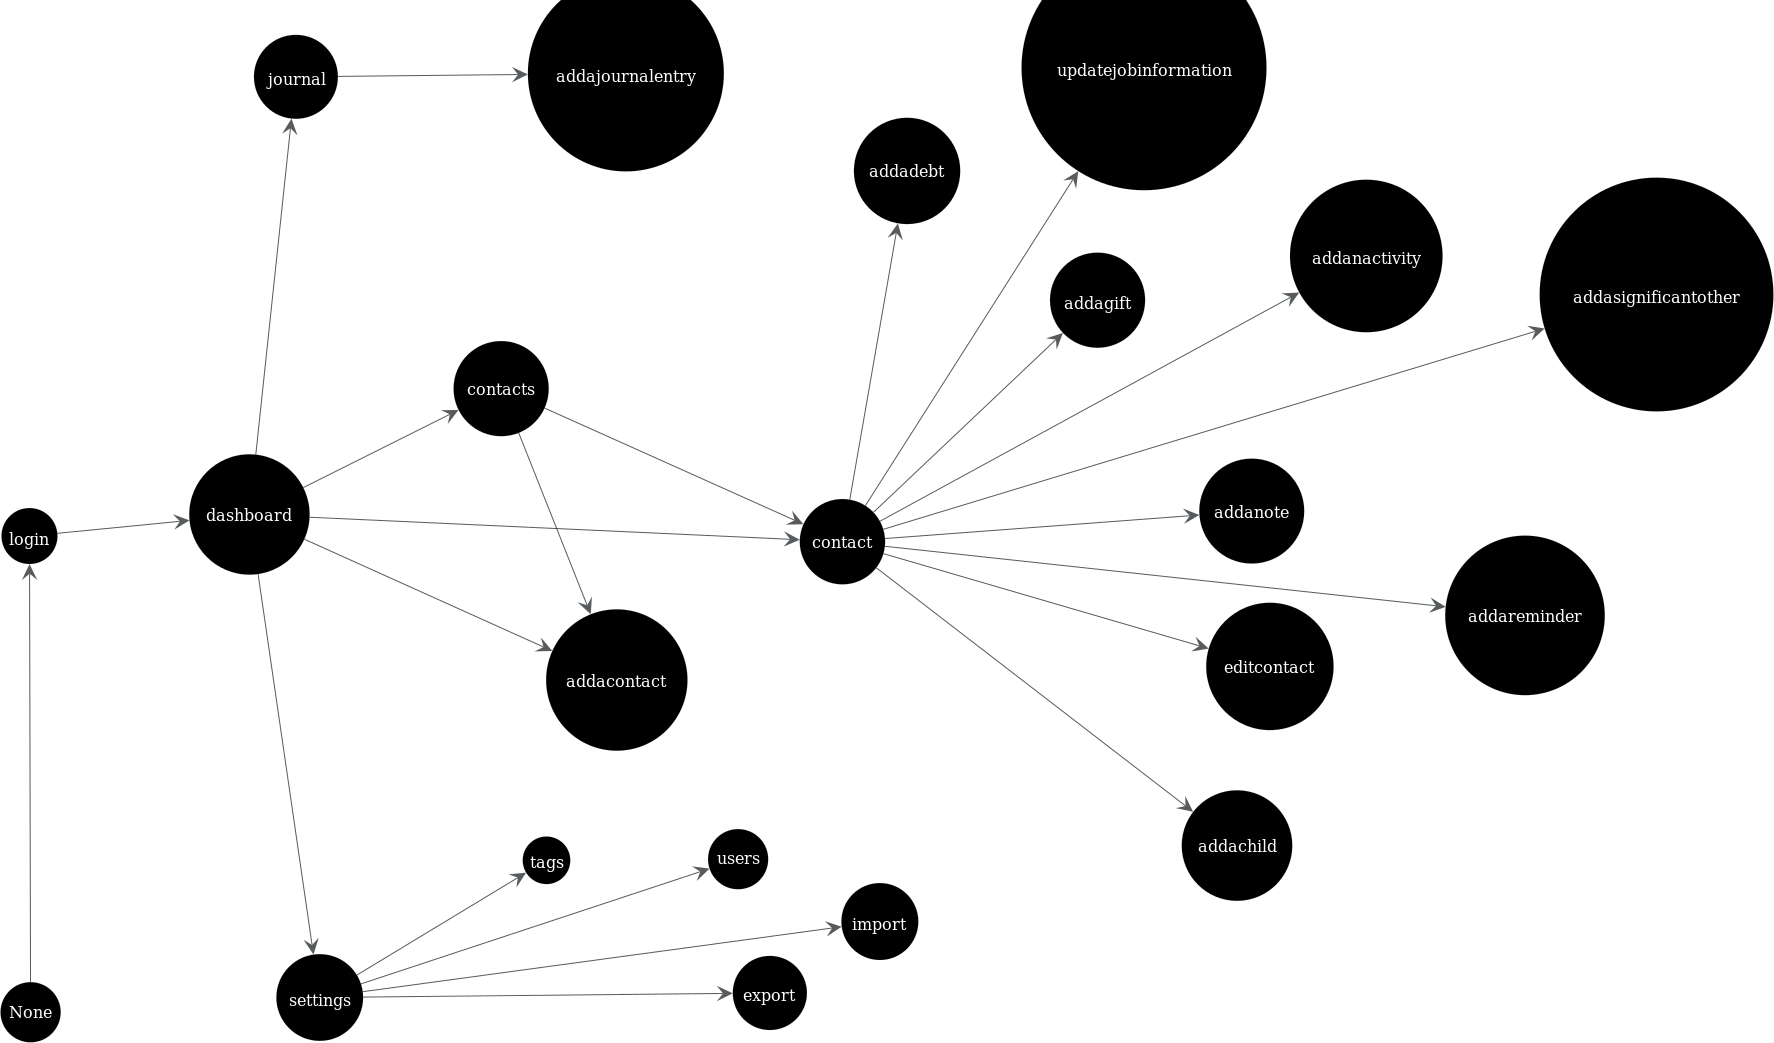 updatejobinformation
journal
addajournalentry
addadebt
addanactivity
addasignificantother
addagift
contacts
addanote
dashboard
login
contact
addareminder
editcontact
addacontact
addachild
tags
users
import
export
settings
None